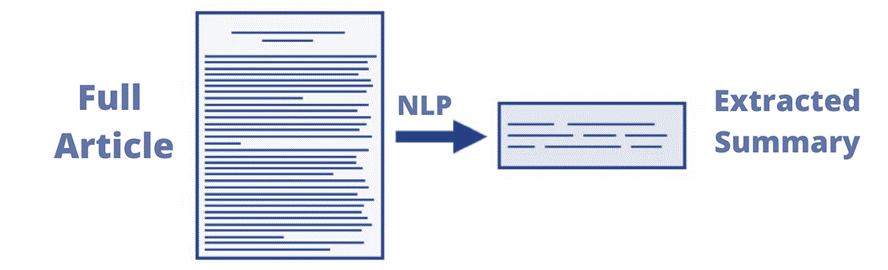 Full
Article
NLP
Extracted
Summary